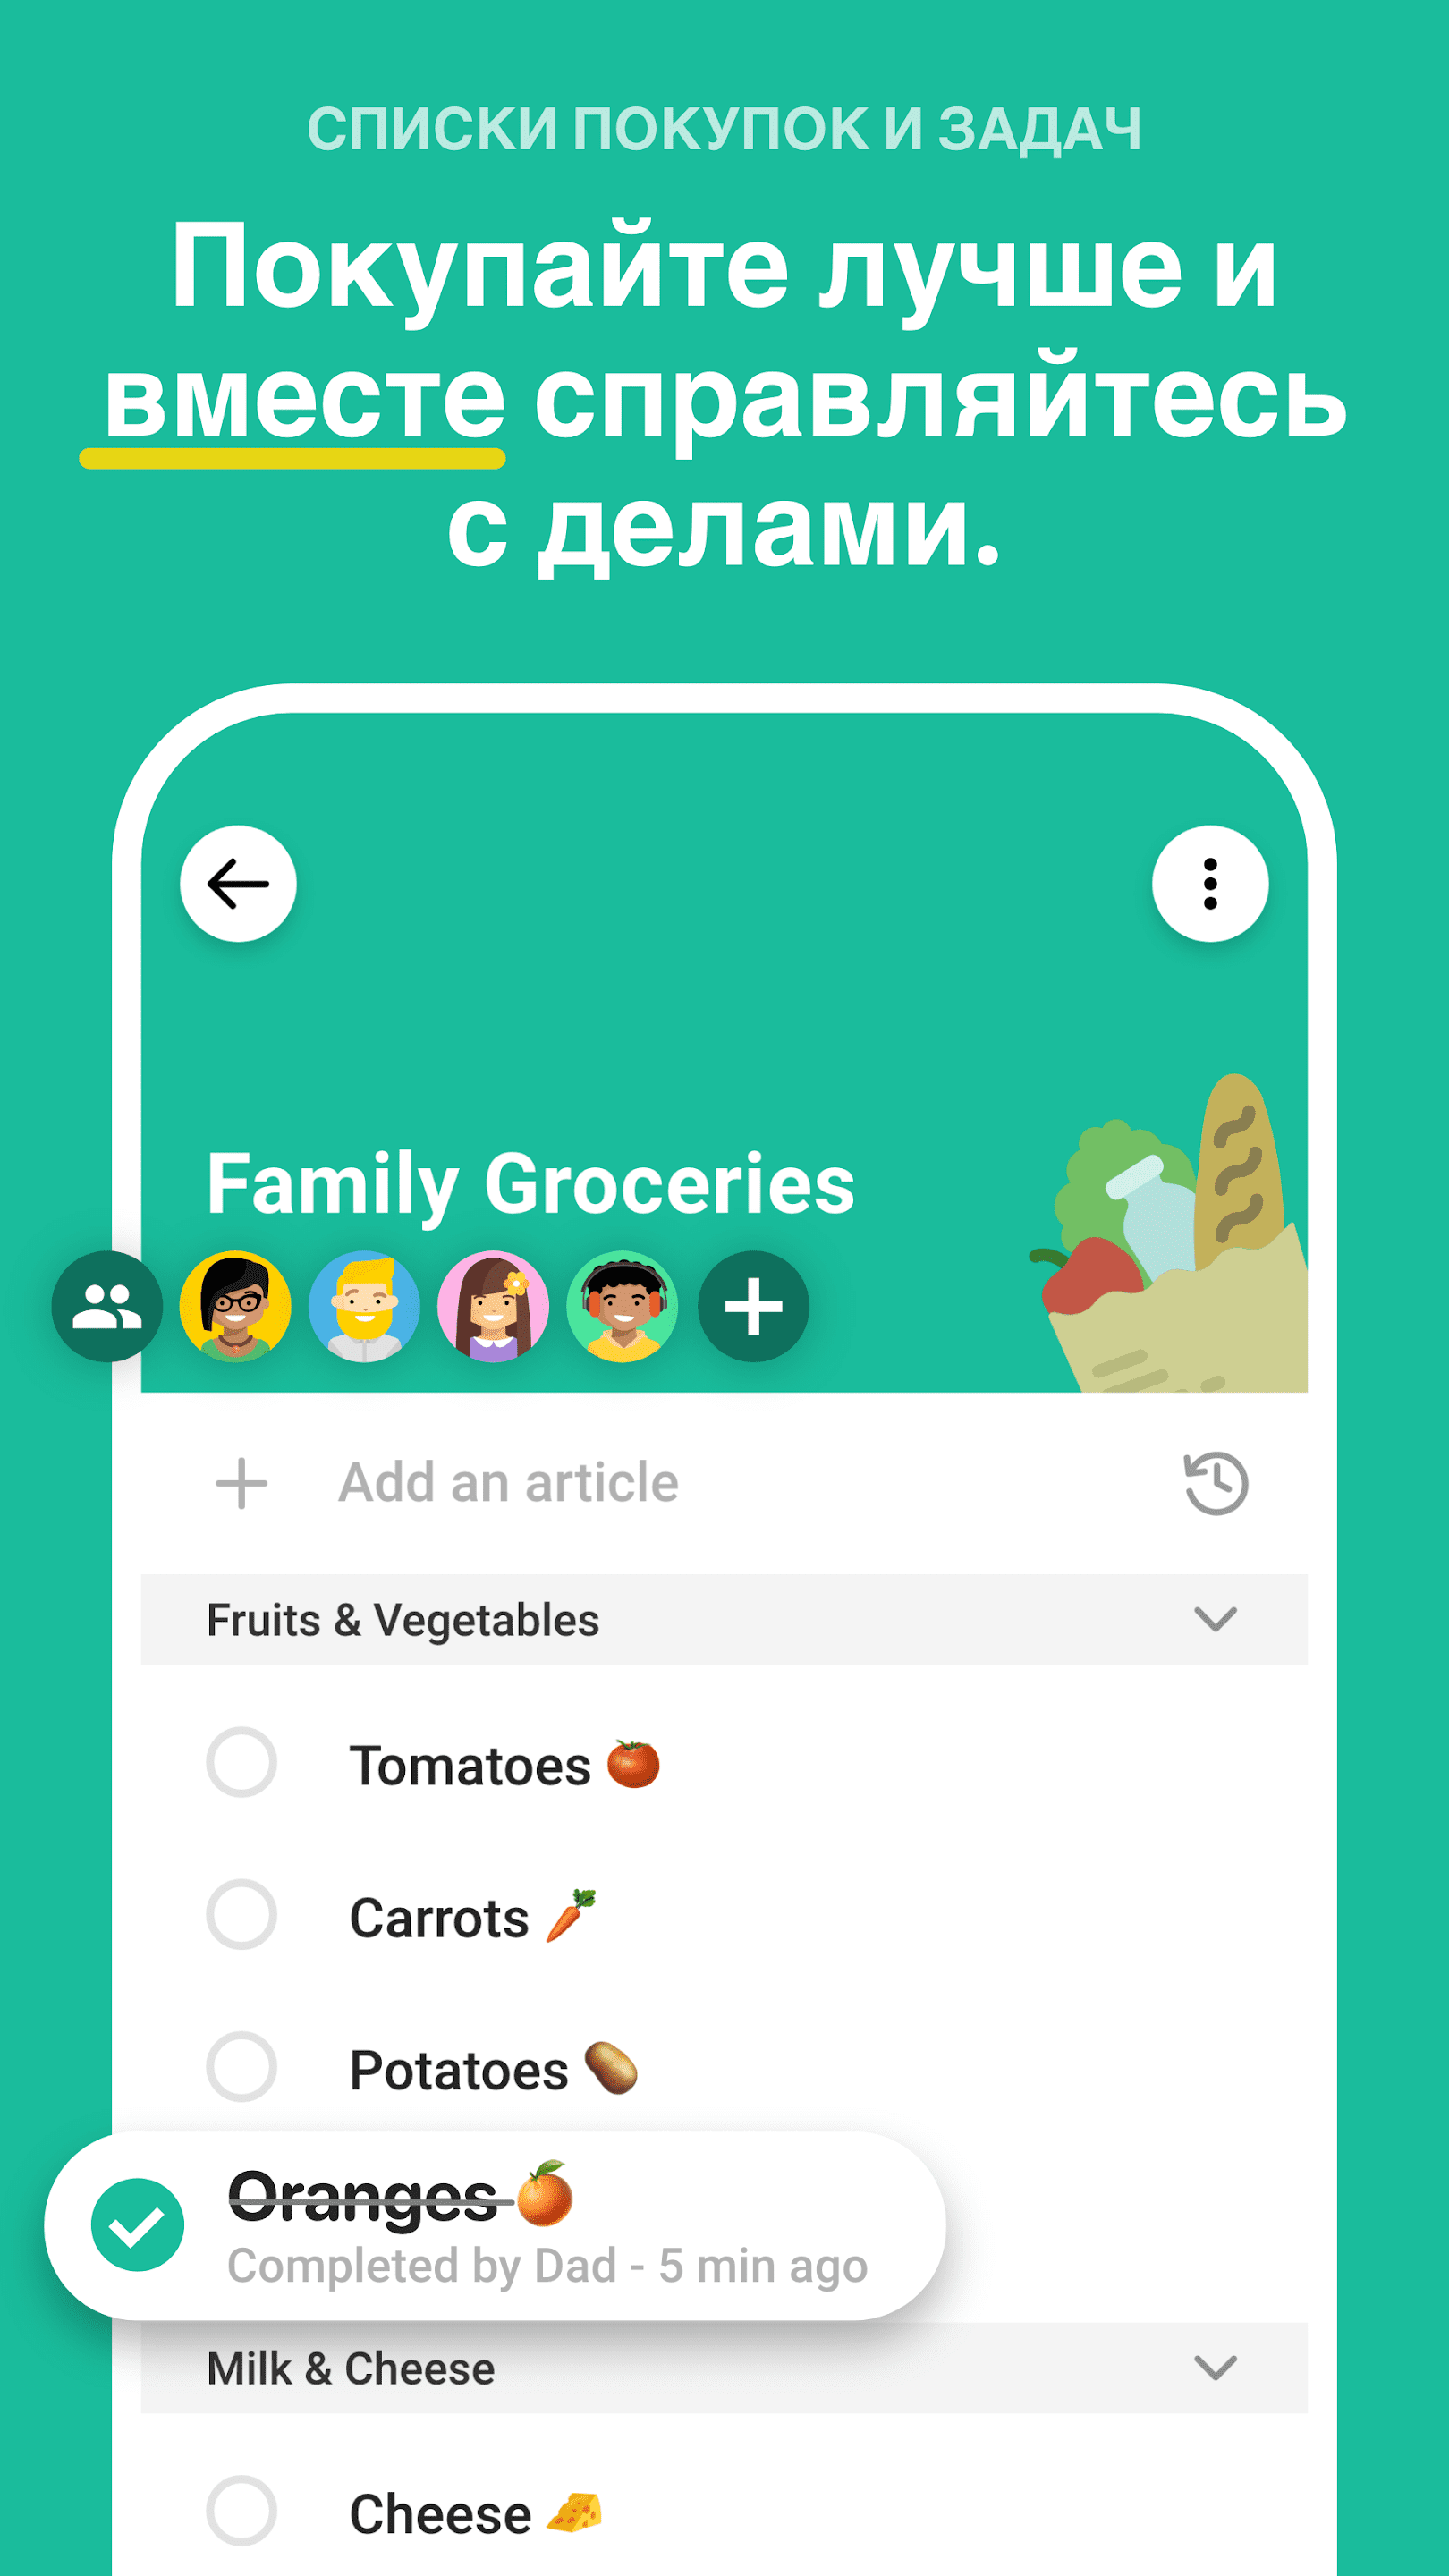 СПИСКИ ПОКУПОК И ЗАДАЧ
Покупайте лучше и
вместе справляйтесь
с делами.
Family Groceries
Add an article
Fruits & Vegetables
Tomatoes 🍅
Carrots 🥕
Potatoes 🥔
Oranges 🍊
Completed by Dad - 5 min ago
Milk & Cheese
Cheese 🧀